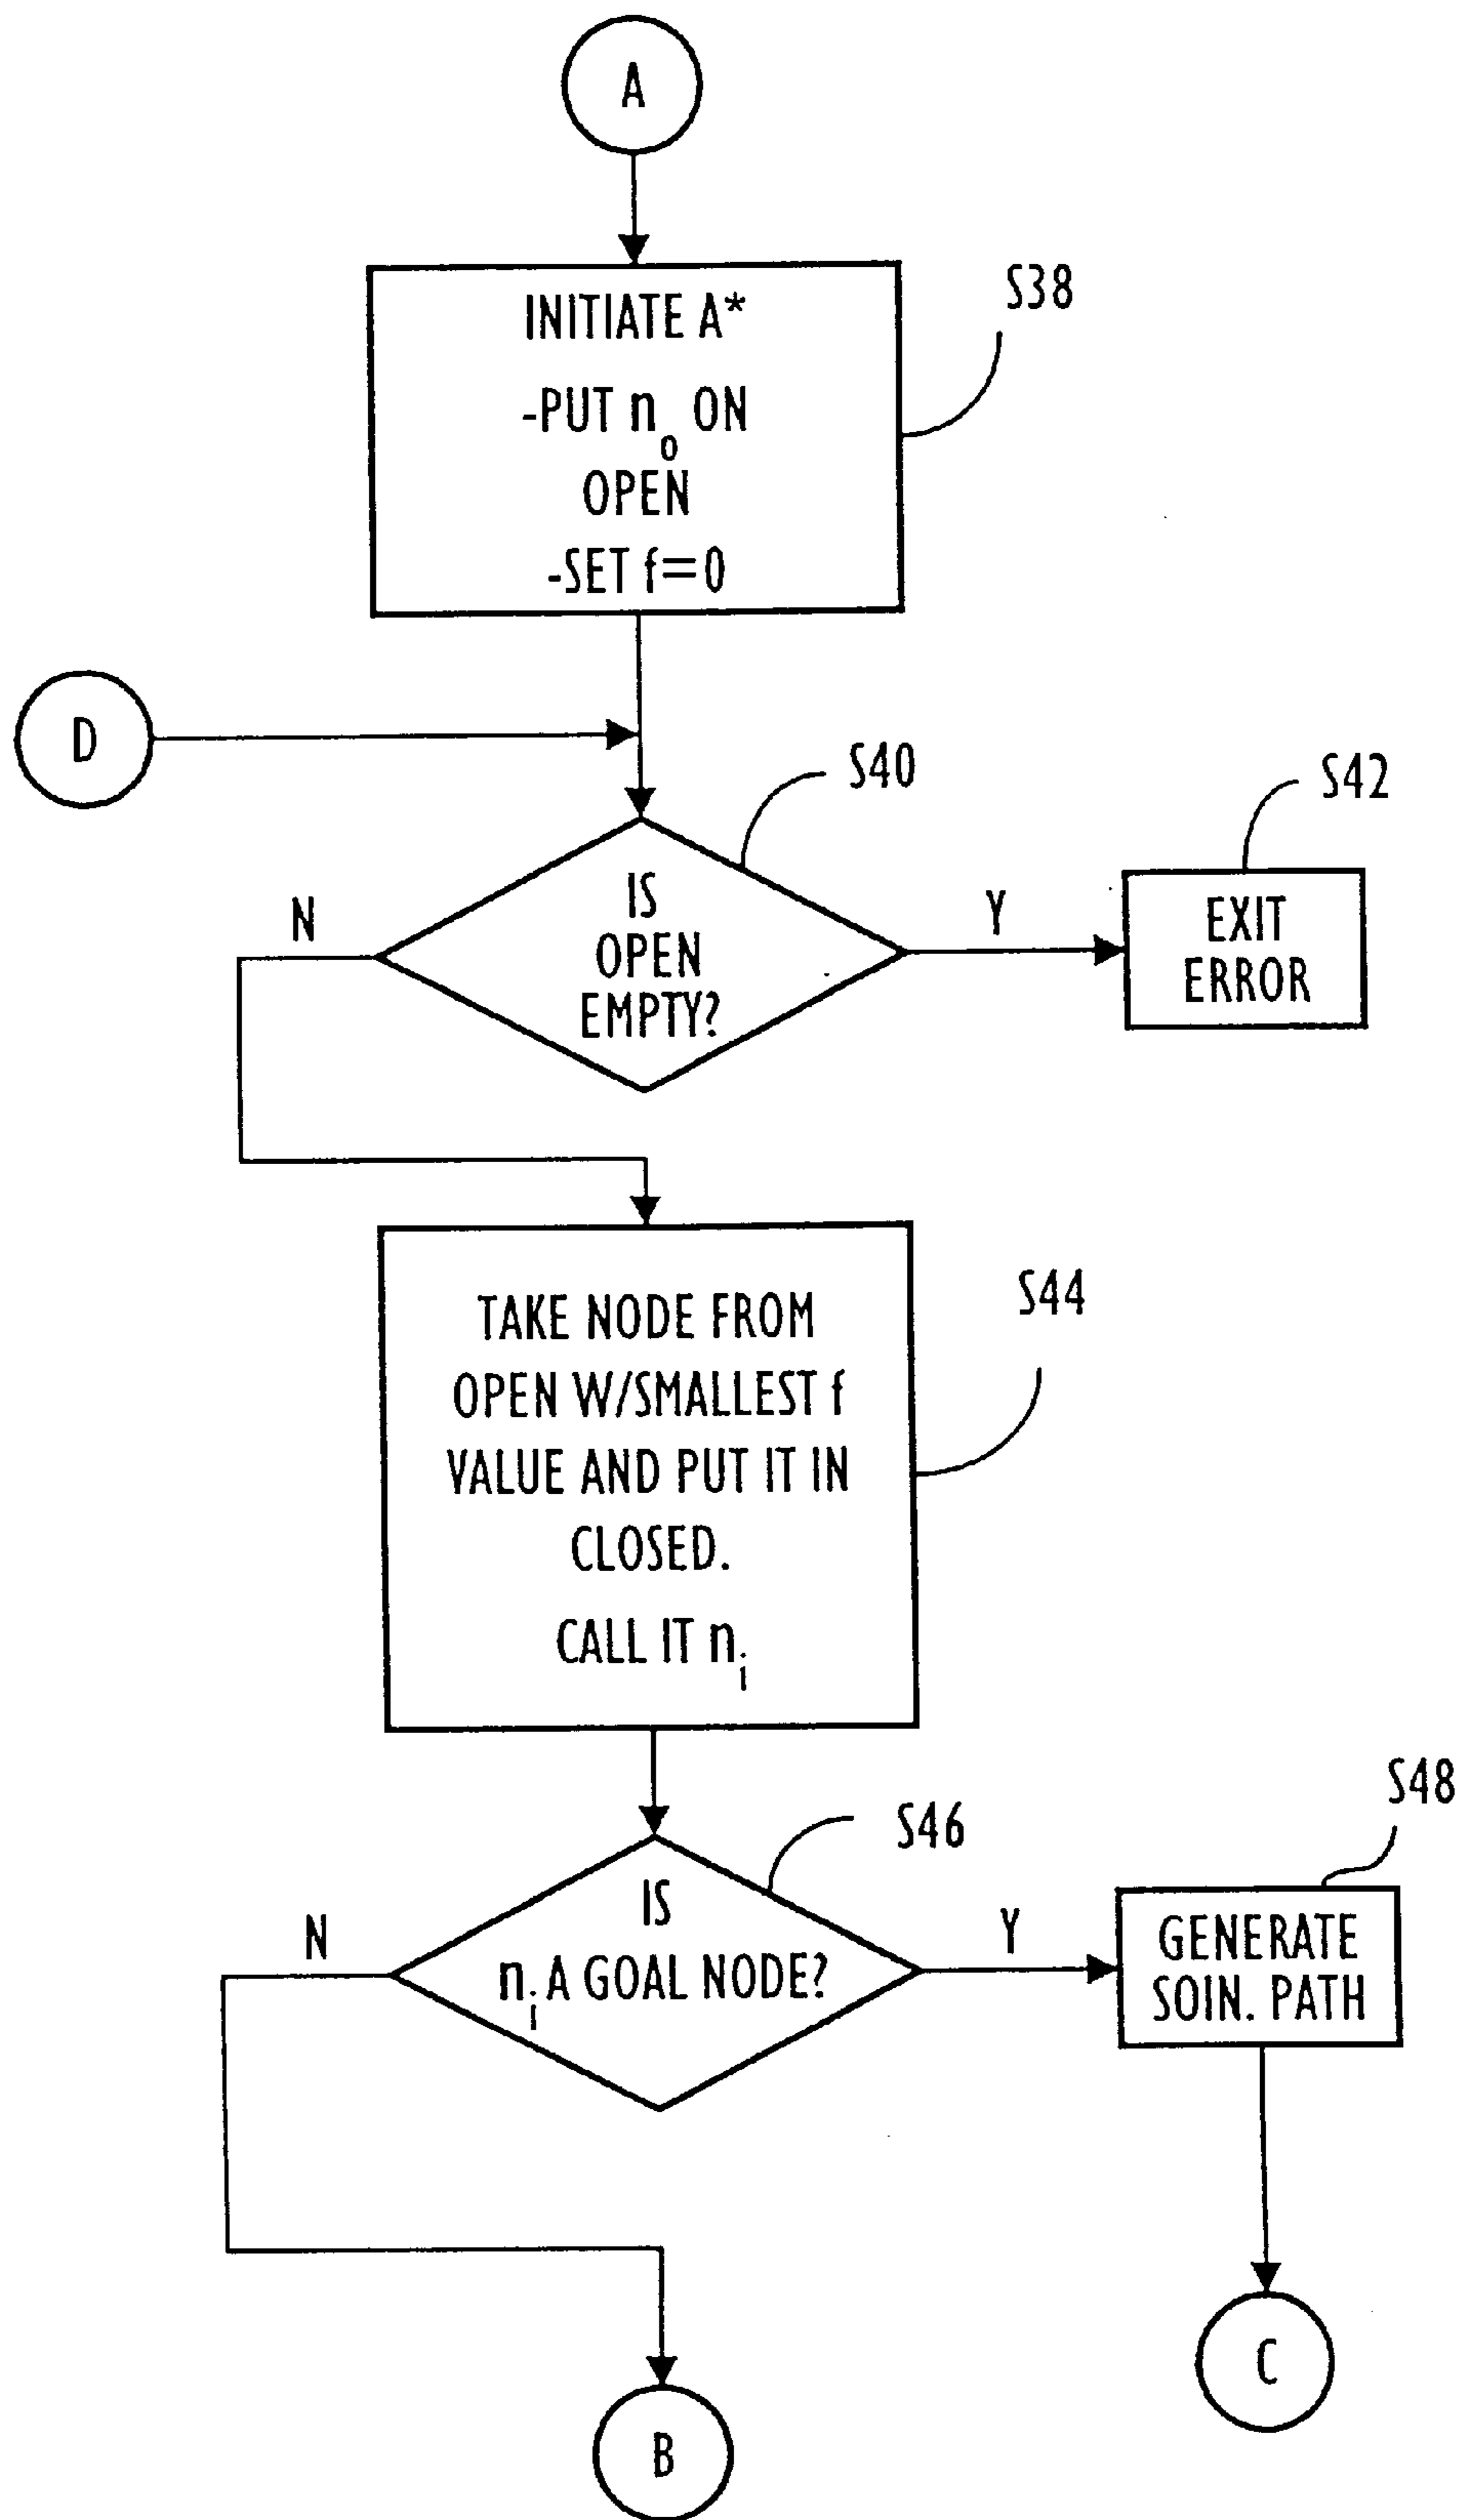 A
S38
INITIATE A*
-PUT n₀ ON
OPEN
-SET f=0
D
S40
S42
N
IS
OPEN
EMPTY?
Y
EXIT
ERROR
S44
TAKE NODE FROM
OPEN W/SMALLEST f
VALUE AND PUT IT IN
CLOSED.
CALL IT nᵢ
S46
S48
N
IS
nᵢ A GOAL NODE?
Y
GENERATE
SOIN. PATH
C
B